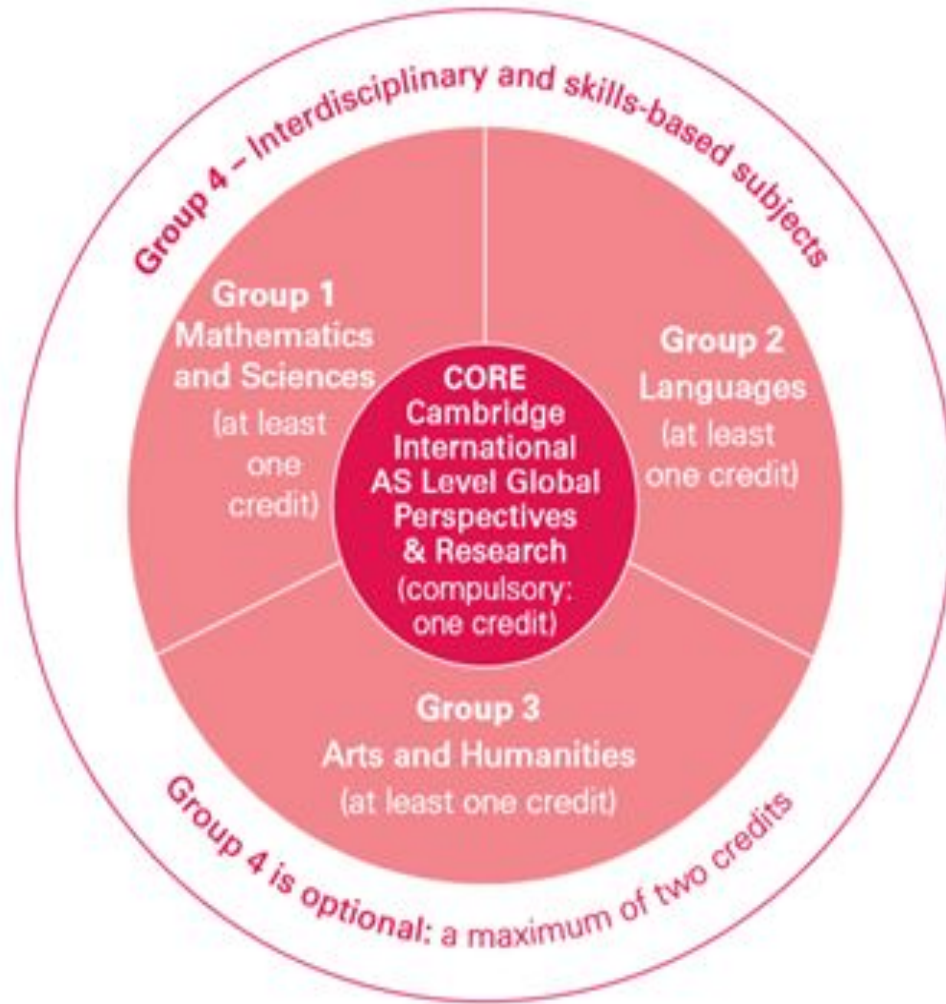 Group 4 – Interdisciplinary and skills-based subjects
Group 1
Mathematics
and Sciences
(at least
one
credit)
Group 2
Languages
(at least
one credit)
CORE
Cambridge
International
AS Level Global
Perspectives
& Research
(compulsory:
one credit)
Group 3
Arts and Humanities
(at least one credit)
Group 4 is optional: a maximum of two credits